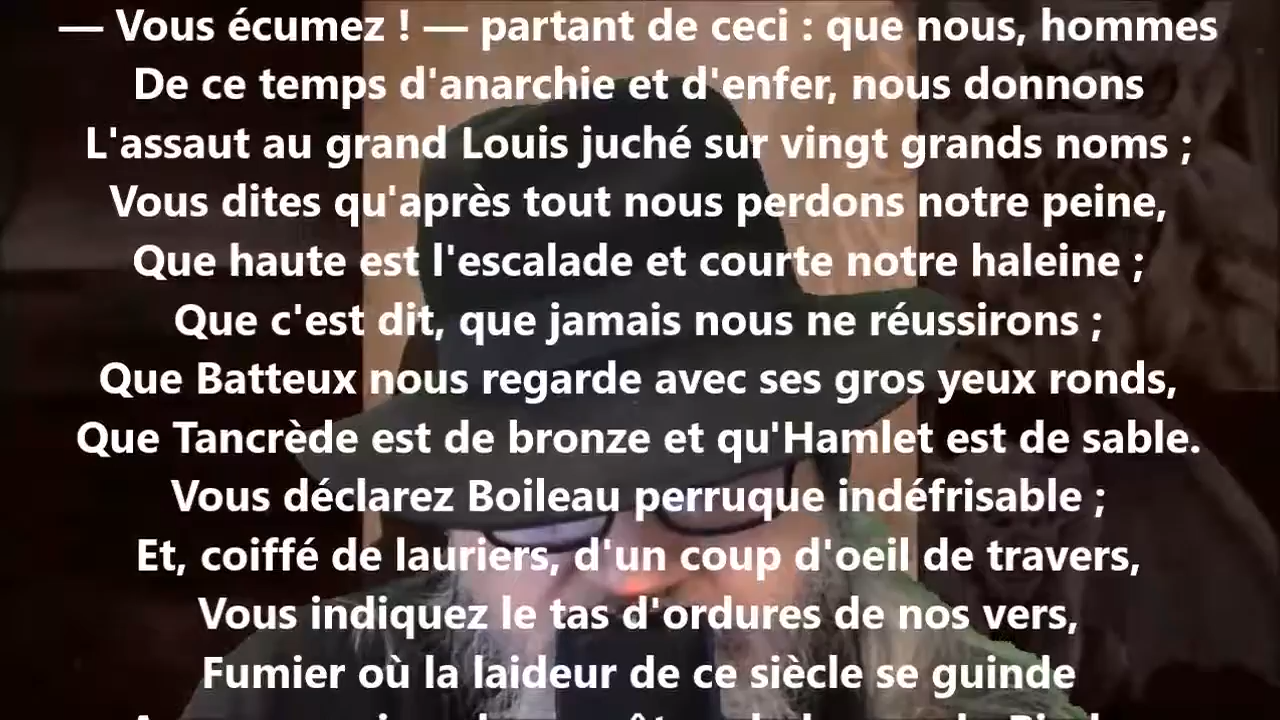 — Vous écumez ! — partant de ceci : que nous, hommes
De ce temps d'anarchie et d'enfer, nous donnons
L'assaut au grand Louis juché sur vingt grands noms ;
Vous dites qu'après tout nous perdons notre peine,
Que haute est l'escalade et courte notre haleine ;
Que c'est dit, que jamais nous ne réussirons ;
Que Batteux nous regarde avec ses gros yeux ronds,
Que Tancrède est de bronze et qu'Hamlet est de sable.
Vous déclarez Boileau perruque indéfrisable ;
Et, coiffé de lauriers, d'un coup d'oeil de travers,
Vous indiquez le tas d'ordures de nos vers,
Fumier où la laideur de ce siècle se guinde